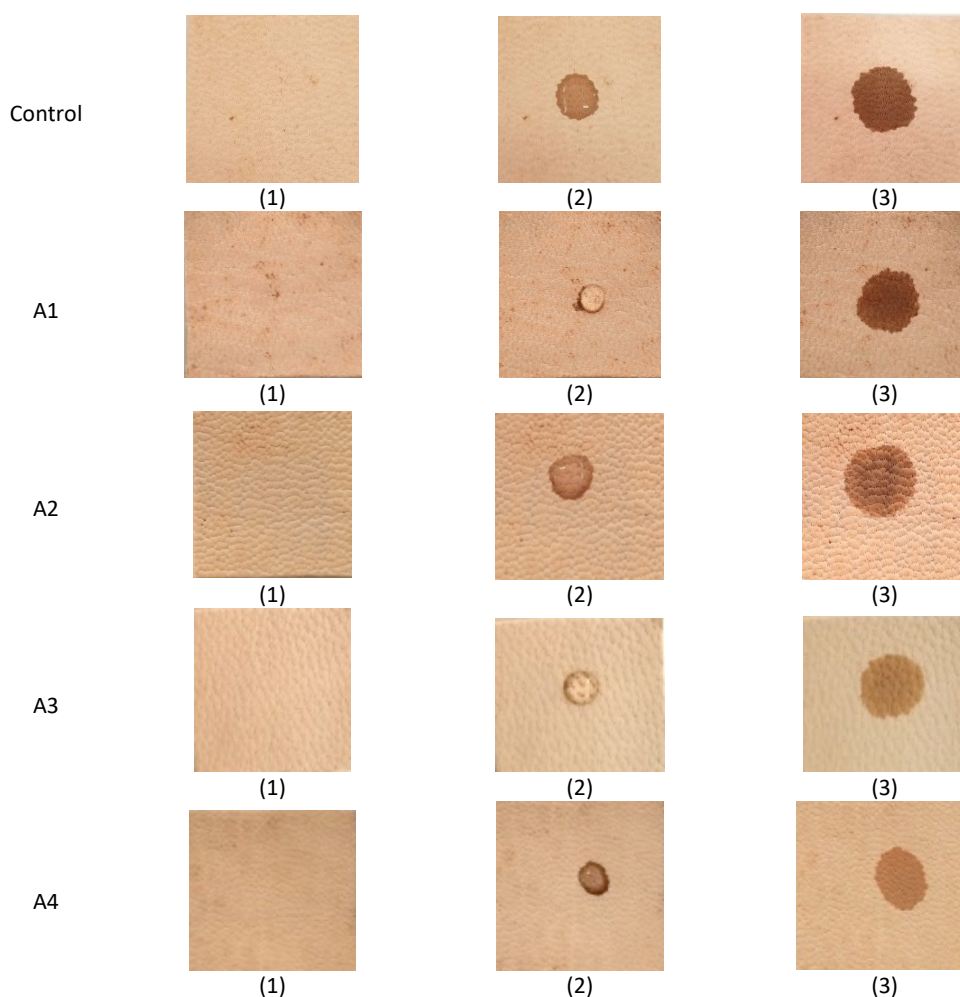 Control
(1) (2) (3)
A1
(1) (2) (3)
A2
(1) (2) (3)
A3
(1) (2) (3)
A4
(1) (2) (3)